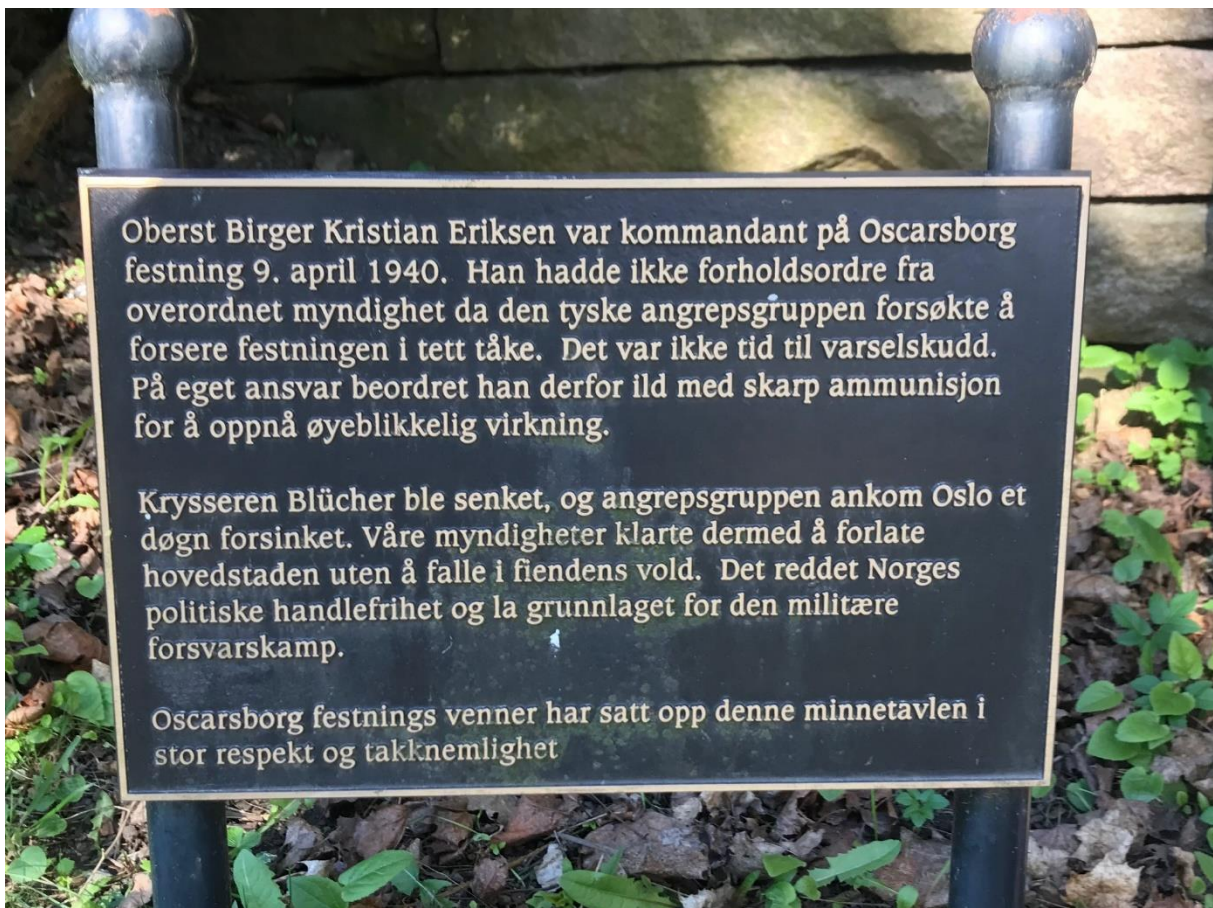 Oberst Birger Kristian Eriksen var kommandant på Oscarsborg
festning 9. april 1940. Han hadde ikke forholdsordre fra
overordnet myndighet da den tyske angrepsgruppen forsøkte å
forsere festningen i tett tåke. Det var ikke tid til varselskudd.
På eget ansvar beordret han derfor ild med skarp ammunisjon
for å oppnå øyeblikkelig virkning.
Krysseren Blücher ble senket, og angrepsgruppen ankom Oslo et
døgn forsinket. Våre myndigheter klarte dermed å forlate
hovedstaden uten å falle i fiendens vold. Det reddet Norges
politiske handlefrihet og la grunnlaget for den militære
forsvarskamp.
Oscarsborg festnings venner har satt opp denne minnetavlen i
stor respekt og takknemlighet